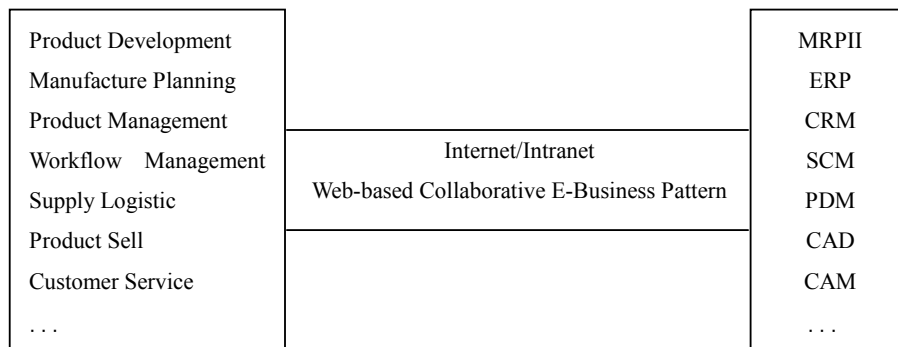 Product Development
Manufacture Planning
Product Management
Workflow Management
Supply Logistic
Product Sell
Customer Service
. . .
Internet/Intranet
Web-based Collaborative E-Business Pattern
MRPII
ERP
CRM
SCM
PDM
CAD
CAM
. . .